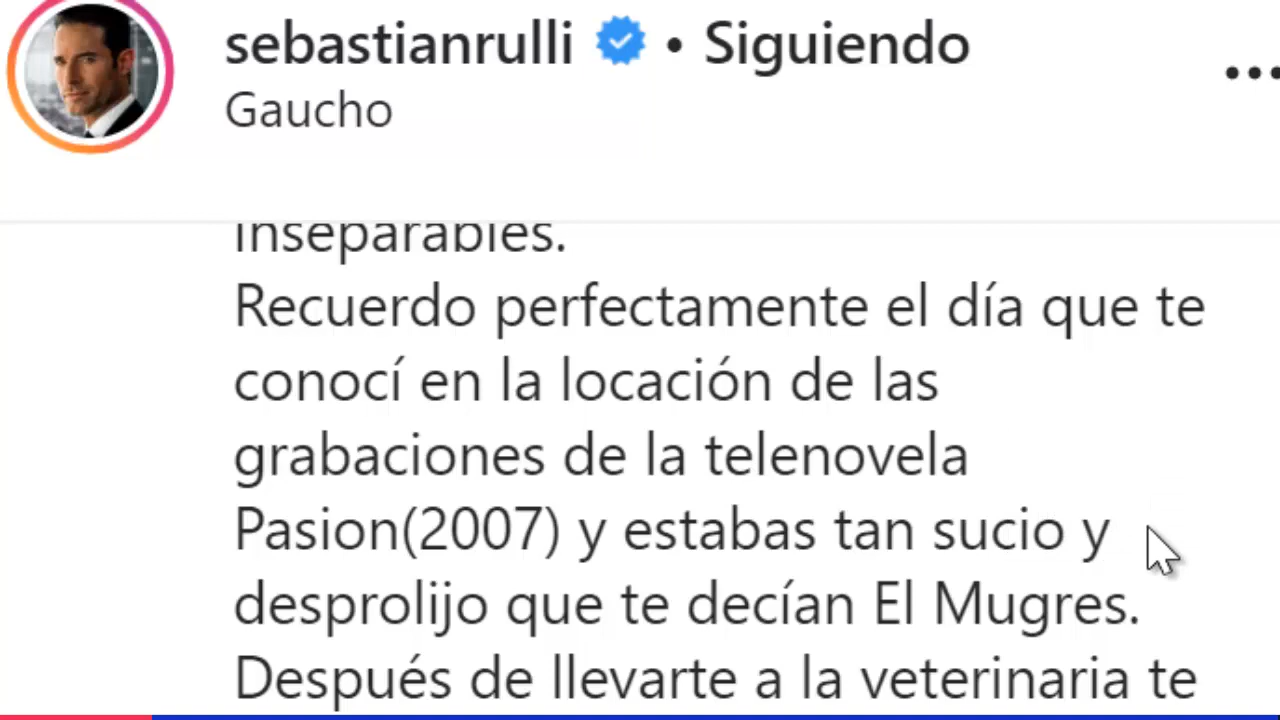 sebastianrulli • Siguiendo
Gaucho
inseparables.
Recuerdo perfectamente el día que te
conocí en la locación de las
grabaciones de la telenovela
Pasion(2007) y estabas tan sucio y
desprolijo que te decían El Mugres.
Después de llevarte a la veterinaria te